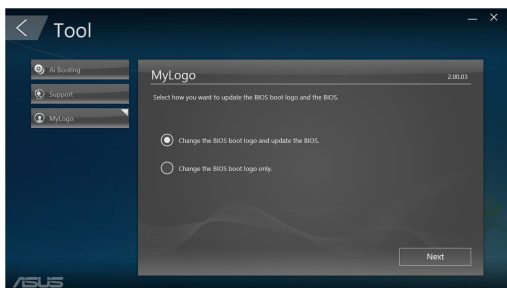 Tool
Ai Booting
Support
MyLogo
MyLogo
2.00.03
Select how you want to update the BIOS boot logo and the BIOS.
Change the BIOS boot logo and update the BIOS.
Change the BIOS boot logo only.
Next
ASUS